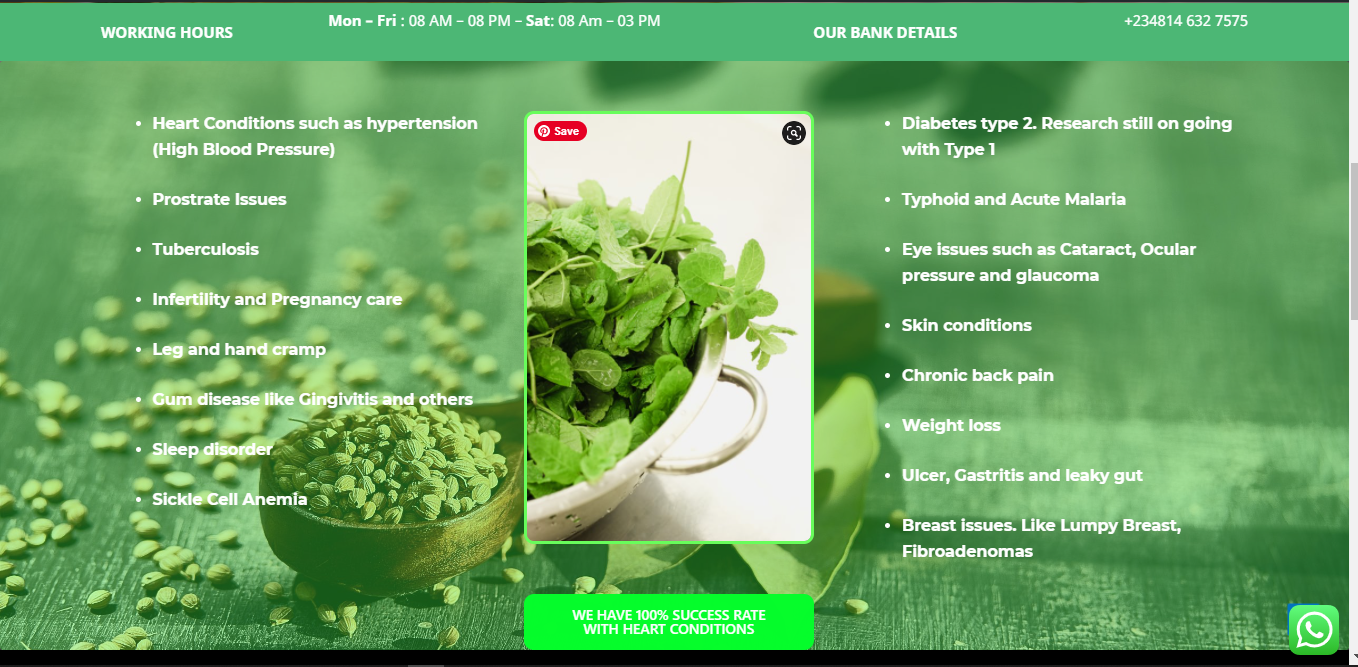 WORKING HOURS
Mon – Fri : 08 AM – 08 PM – Sat: 08 Am – 03 PM
OUR BANK DETAILS
+234814 632 7575
Heart Conditions such as hypertension
(High Blood Pressure)
Prostrate Issues
Tuberculosis
Infertility and Pregnancy care
Leg and hand cramp
Gum disease like Gingivitis and others
Sleep disorder
Sickle Cell Anemia
Save
Diabetes type 2. Research still on going
with Type 1
Typhoid and Acute Malaria
Eye issues such as Cataract, Ocular
pressure and glaucoma
Skin conditions
Chronic back pain
Weight loss
Ulcer, Gastritis and leaky gut
Breast issues. Like Lumpy Breast,
Fibroadenomas
WE HAVE 100% SUCCESS RATE
WITH HEART CONDITIONS